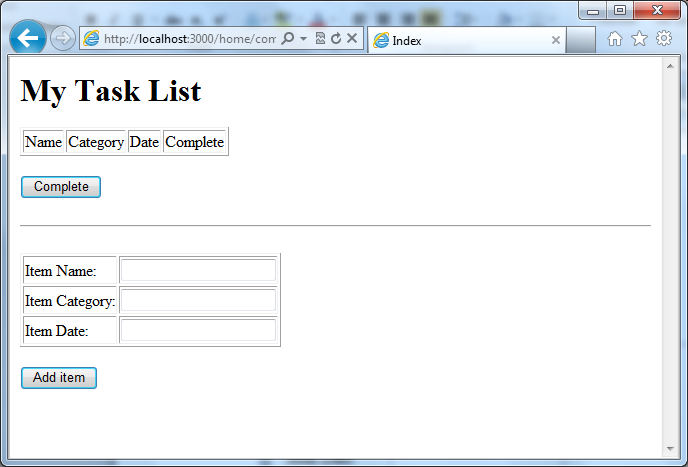 http://localhost:3000/home/com
Index
My Task List
Name Category Date Complete
Complete
Item Name:
Item Category:
Item Date:
Add item